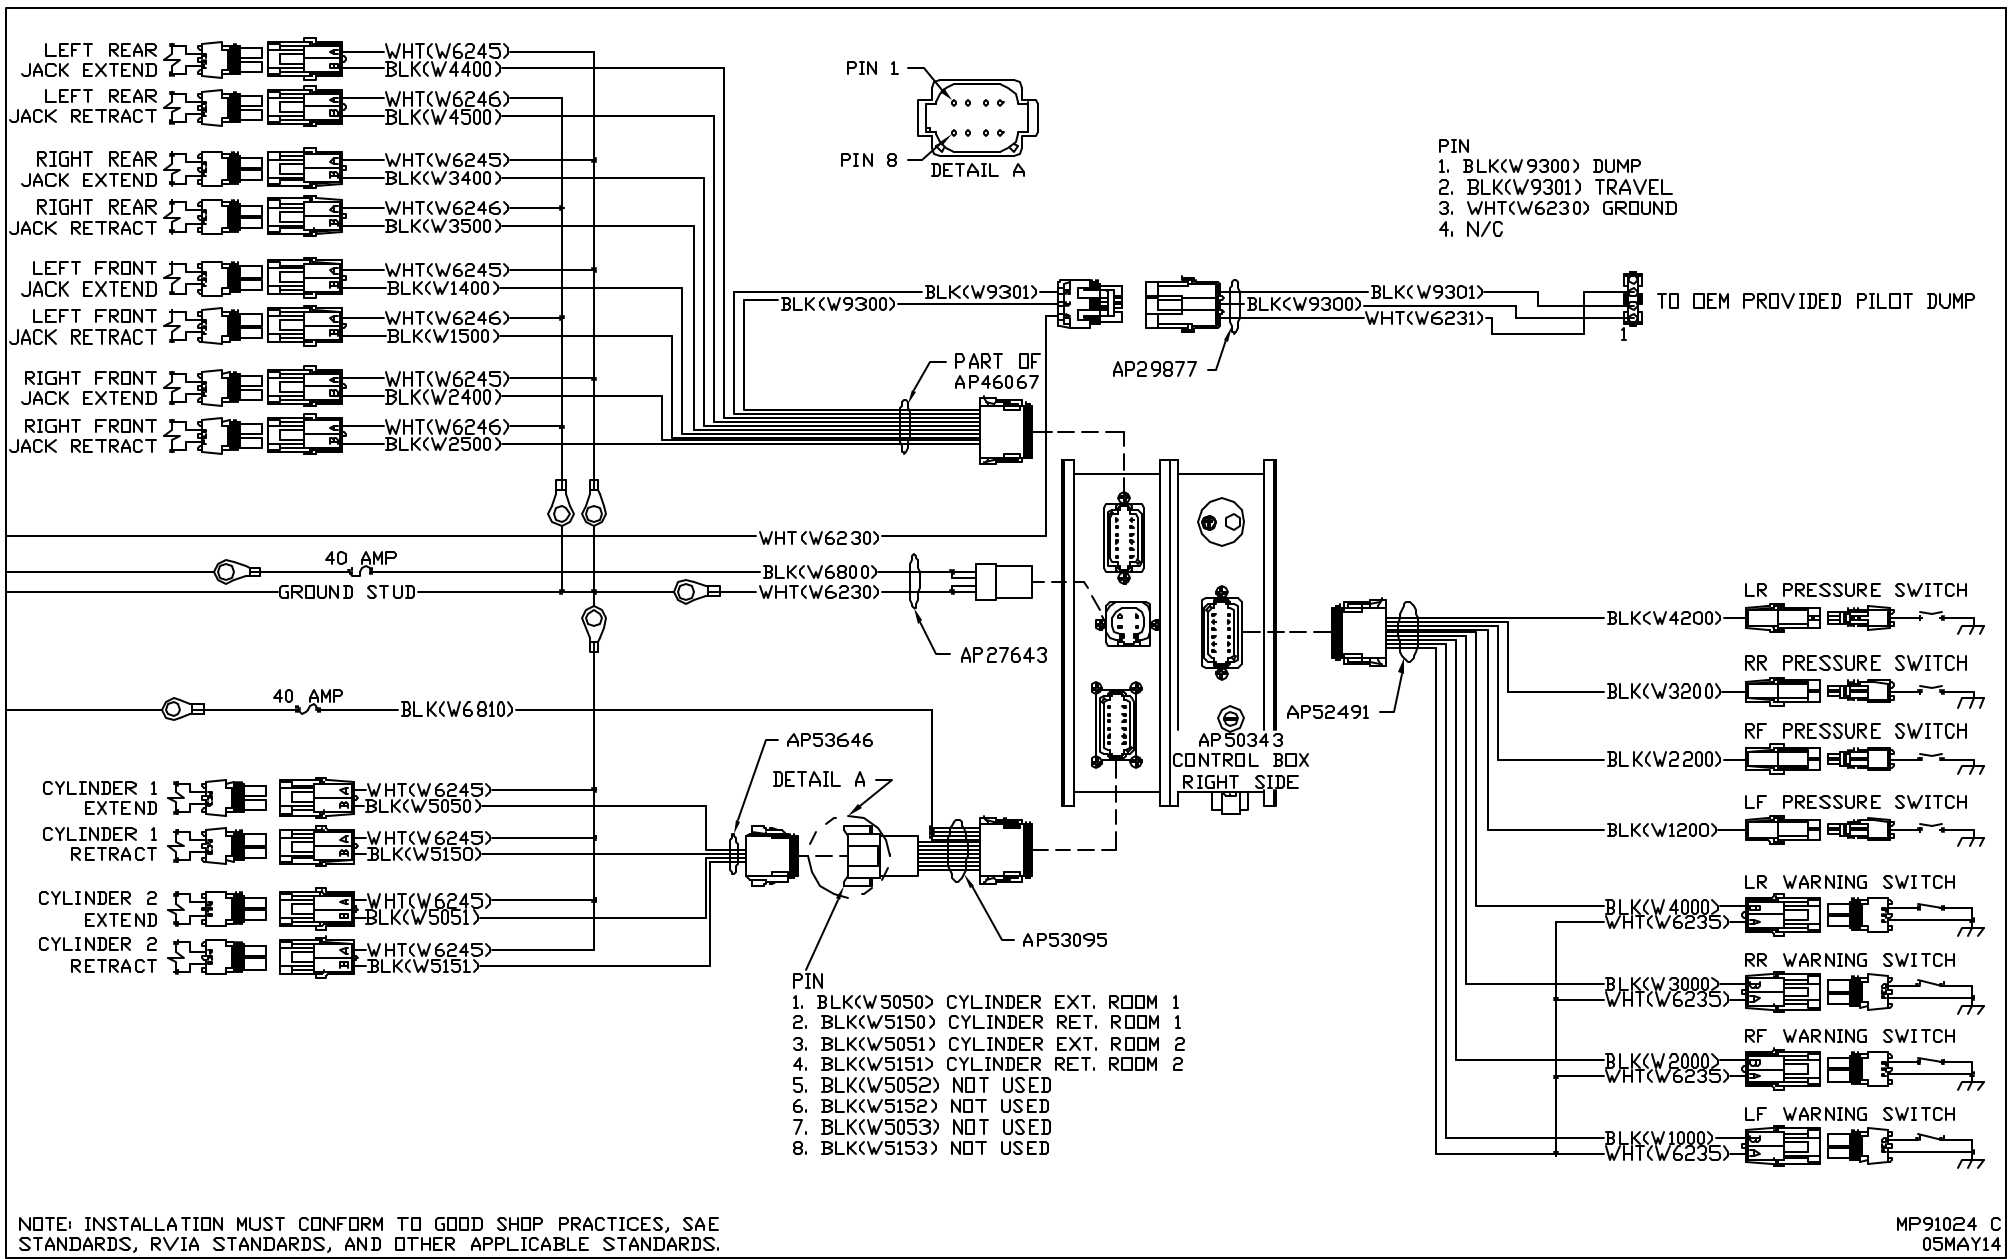 LEFT REAR
JACK EXTEND
WHT(W6245)
BLK(W4400)
LEFT REAR
JACK RETRACT
WHT(W6246)
BLK(W4500)
RIGHT REAR
JACK EXTEND
WHT(W6245)
BLK(W3400)
RIGHT REAR
JACK RETRACT
WHT(W6246)
BLK(W3500)
LEFT FRONT
JACK EXTEND
WHT(W6245)
BLK(W1400)
LEFT FRONT
JACK RETRACT
WHT(W6246)
BLK(W1500)
RIGHT FRONT
JACK EXTEND
WHT(W6245)
BLK(W2400)
RIGHT FRONT
JACK RETRACT
WHT(W6246)
BLK(W2500)
A
B
A
B
A
B
A
B
A
B
A
B
A
B
A
B
PIN 1
PIN 8
DETAIL A
PIN
1. BLK(W9300) DUMP
2. BLK(W9301) TRAVEL
3. WHT(W6230) GROUND
4. N/C
BLK(W9301)
BLK(W9300)
BLK(W9301)
BLK(W9300)
WHT(W6231)
1
TO OEM PROVIDED PILOT DUMP
AP29877
PART OF
AP46067
WHT(W6230)
40 AMP
BLK(W6800)
GROUND STUD
WHT(W6230)
AP27643
40 AMP
BLK(W6810)
AP50343
CONTROL BOX
RIGHT SIDE
AP52491
CYLINDER 1
EXTEND
WHT(W6245)
BLK(W5050)
CYLINDER 1
RETRACT
WHT(W6245)
BLK(W5150)
CYLINDER 2
EXTEND
WHT(W6245)
BLK(W5051)
CYLINDER 2
RETRACT
WHT(W6245)
BLK(W5151)
A
B
A
B
A
B
A
B
AP53646
DETAIL A
AP53095
PIN
1. BLK(W5050) CYLINDER EXT. ROOM 1
2. BLK(W5150) CYLINDER RET. ROOM 1
3. BLK(W5051) CYLINDER EXT. ROOM 2
4. BLK(W5151) CYLINDER RET. ROOM 2
5. BLK(W5052) NOT USED
6. BLK(W5152) NOT USED
7. BLK(W5053) NOT USED
8. BLK(W5153) NOT USED
LR PRESSURE SWITCH
BLK(W4200)
RR PRESSURE SWITCH
BLK(W3200)
RF PRESSURE SWITCH
BLK(W2200)
LF PRESSURE SWITCH
BLK(W1200)
LR WARNING SWITCH
BLK(W4000)
WHT(W6235)
B
A
RR WARNING SWITCH
BLK(W3000)
WHT(W6235)
B
A
RF WARNING SWITCH
BLK(W2000)
WHT(W6235)
B
A
LF WARNING SWITCH
BLK(W1000)
WHT(W6235)
B
A
NOTE: INSTALLATION MUST CONFORM TO GOOD SHOP PRACTICES, SAE
STANDARDS, RVIA STANDARDS, AND OTHER APPLICABLE STANDARDS.
MP91024 C
05MAY14